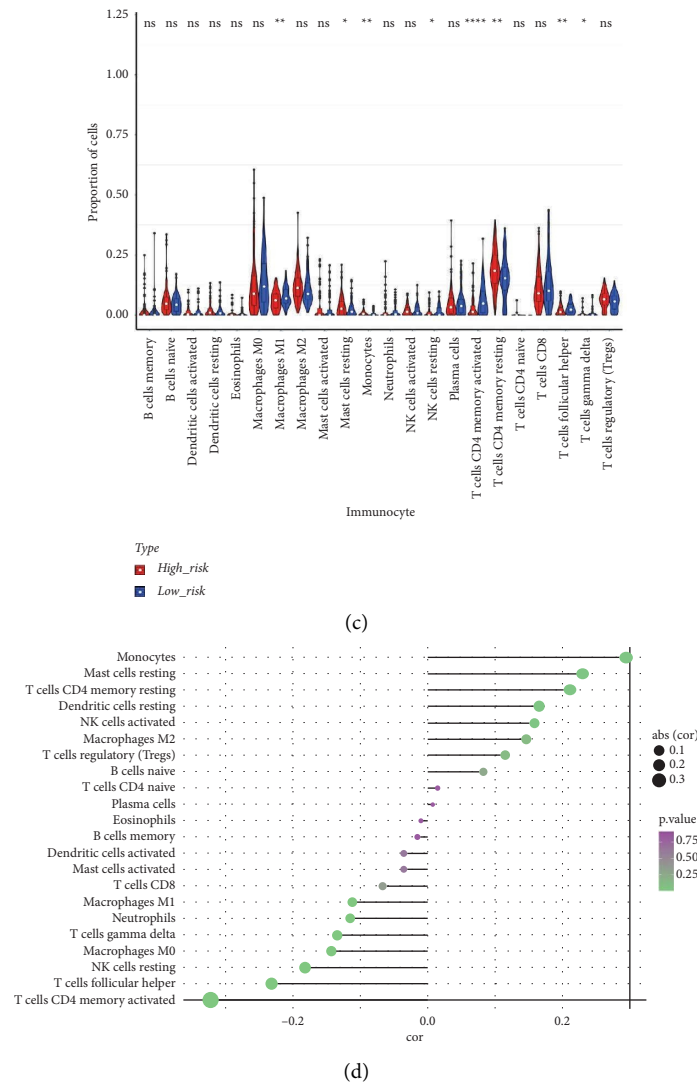 ns ns ns ns ns ns ** ns ns * * ns ns * ns **** ** ns ns ** * ns
1.25
1.00
0.75
0.50
0.25
0.00
Proportion of cells
B cells memory
B cells naive
Dendritic cells activated
Dendritic cells resting
Eosinophils
Macrophages M0
Macrophages M1
Macrophages M2
Mast cells activated
Mast cells resting
Monocytes
Neutrophils
NK cells activated
NK cells resting
Plasma cells
T cells CD4 memory activated
T cells CD4 memory resting
T cells CD4 naive
T cells CD8
T cells follicular helper
T cells gamma delta
T cells regulatory (Tregs)
Immunocyte
Type
High_risk
Low_risk
(c)
Monocytes
Mast cells resting
T cells CD4 memory resting
Dendritic cells resting
NK cells activated
Macrophages M2
T cells regulatory (Tregs)
B cells naive
T cells CD4 naive
Plasma cells
Eosinophils
B cells memory
Dendritic cells activated
Mast cells activated
T cells CD8
Macrophages M1
Neutrophils
T cells gamma delta
Macrophages M0
NK cells resting
T cells follicular helper
T cells CD4 memory activated
−0.2 0.0 0.2
cor
abs (cor)
0.1
0.2
0.3
p.value
0.75
0.50
0.25
(d)